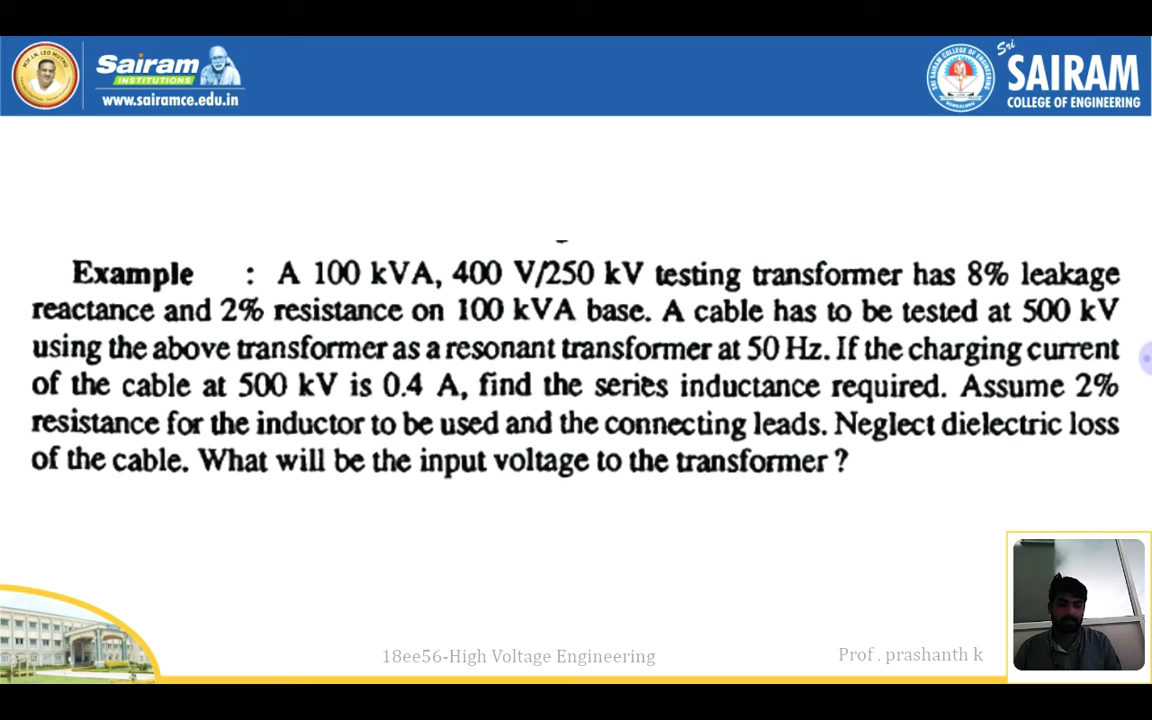 Sairam
INSTITUTIONS
www.sairamce.edu.in
Sri
SAIRAM
COLLEGE OF ENGINEERING
Example : A 100 kVA, 400 V/250 kV testing transformer has 8% leakage
reactance and 2% resistance on 100 kVA base. A cable has to be tested at 500 kV
using the above transformer as a resonant transformer at 50 Hz. If the charging current
of the cable at 500 kV is 0.4 A, find the series inductance required. Assume 2%
resistance for the inductor to be used and the connecting leads. Neglect dielectric loss
of the cable. What will be the input voltage to the transformer ?
18ee56-High Voltage Engineering
Prof . prashanth k